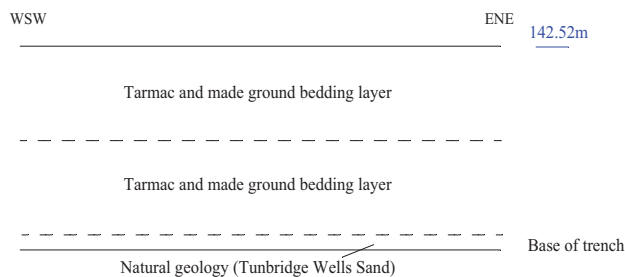 WSW
ENE
142.52m
Tarmac and made ground bedding layer
Tarmac and made ground bedding layer
Base of trench
Natural geology (Tunbridge Wells Sand)